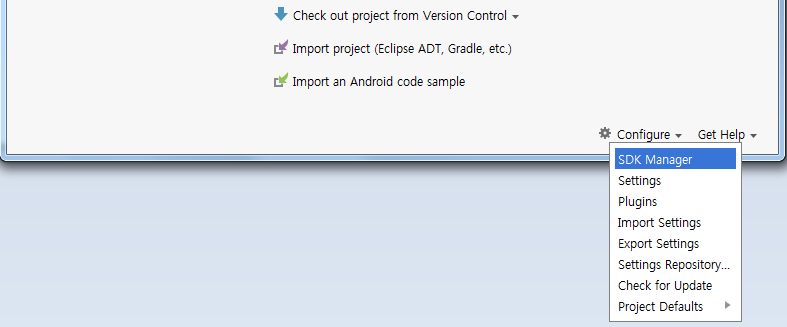 Check out project from Version Control
Import project (Eclipse ADT, Gradle, etc.)
Import an Android code sample
Configure Get Help
SDK Manager
Settings
Plugins
Import Settings
Export Settings
Settings Repository...
Check for Update
Project Defaults